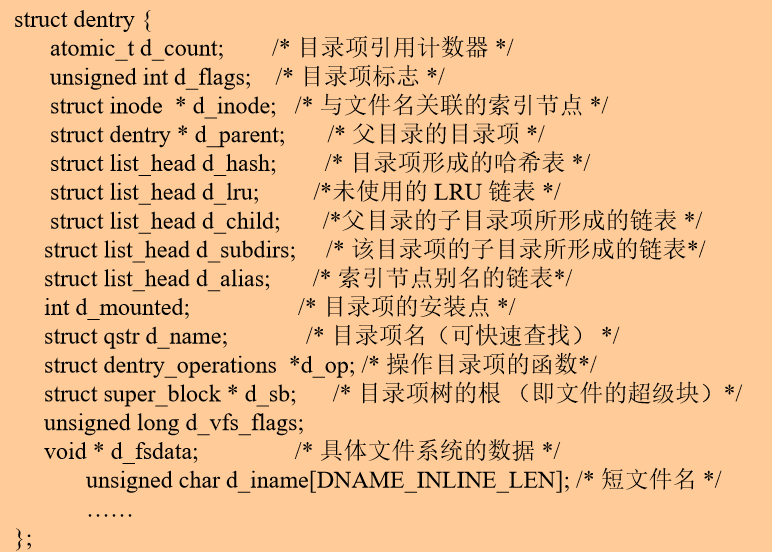 struct dentry {
atomic_t d_count; /* 目录项引用计数器 */
unsigned int d_flags; /* 目录项标志 */
struct inode * d_inode; /* 与文件名关联的索引节点 */
struct dentry * d_parent; /* 父目录的目录项 */
struct list_head d_hash; /* 目录项形成的哈希表 */
struct list_head d_lru; /*未使用的 LRU 链表 */
struct list_head d_child; /*父目录的子目录项所形成的链表 */
struct list_head d_subdirs; /* 该目录项的子目录所形成的链表*/
struct list_head d_alias; /* 索引节点别名的链表*/
int d_mounted; /* 目录项的安装点 */
struct qstr d_name; /* 目录项名（可快速查找） */
struct dentry_operations *d_op; /* 操作目录项的函数*/
struct super_block * d_sb; /* 目录项树的根 （即文件的超级块）*/
unsigned long d_vfs_flags;
void * d_fsdata; /* 具体文件系统的数据 */
unsigned char d_iname[DNAME_INLINE_LEN]; /* 短文件名 */
……
};